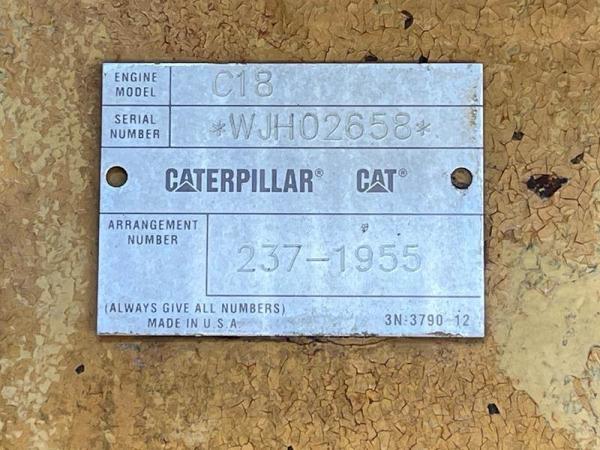 ENGINE MODEL C18
SERIAL NUMBER *WJH02658*
CATERPILLAR® CAT®
ARRANGEMENT NUMBER
237-1955
(ALWAYS GIVE ALL NUMBERS)
MADE IN U.S.A 3N-3790-12